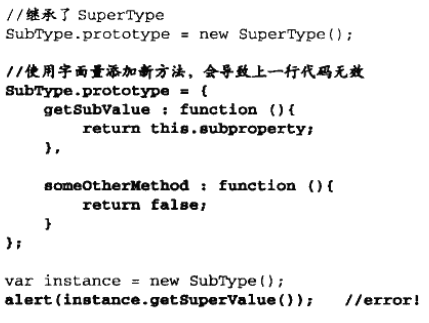 //继承了 SuperType
SubType.prototype = new SuperType();
//使用字面量添加新方法，会导致上一行代码无效
SubType.prototype = {
    getSubValue : function (){
        return this.subproperty;
    },
    someOtherMethod : function (){
        return false;
    }
};
var instance = new SubType();
alert(instance.getSuperValue());   //error!